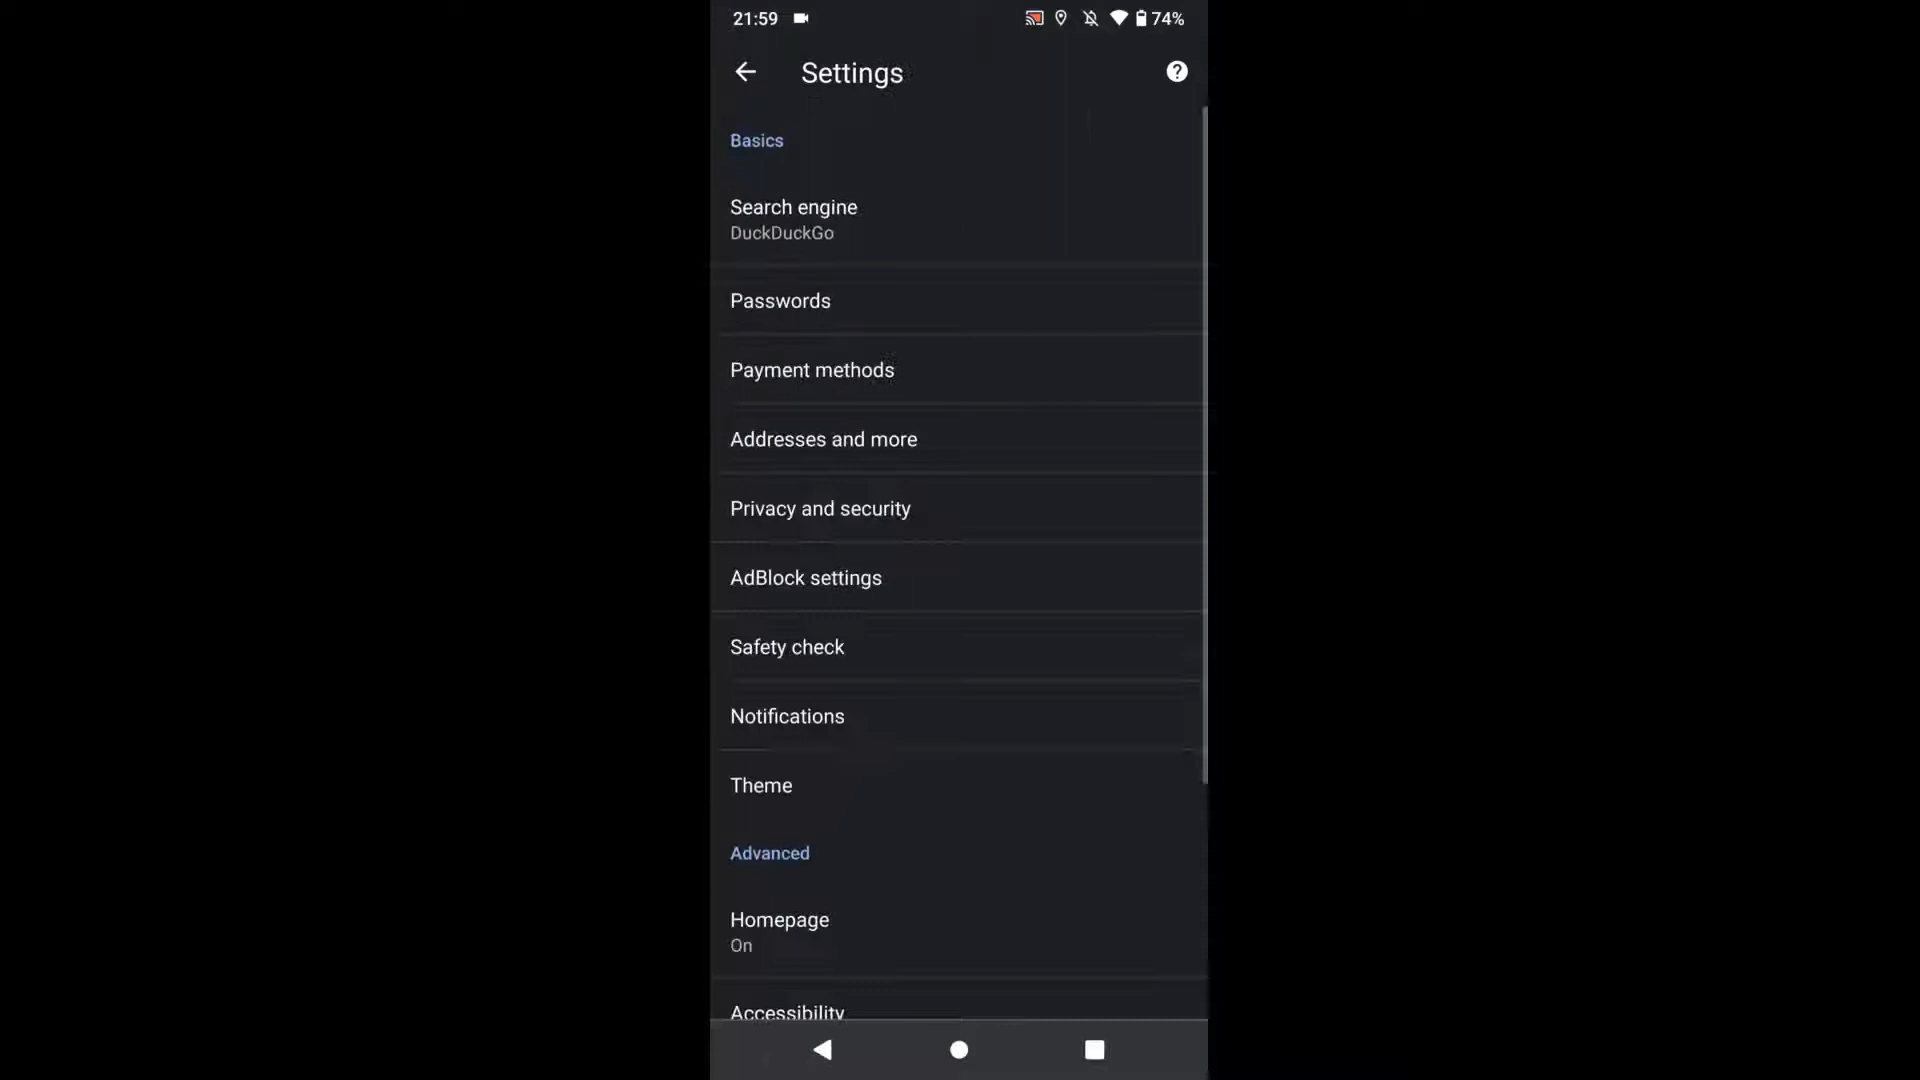 21:59
74%
Settings
Basics
Search engine
DuckDuckGo
Passwords
Payment methods
Addresses and more
Privacy and security
AdBlock settings
Safety check
Notifications
Theme
Advanced
Homepage
On
Accessibility